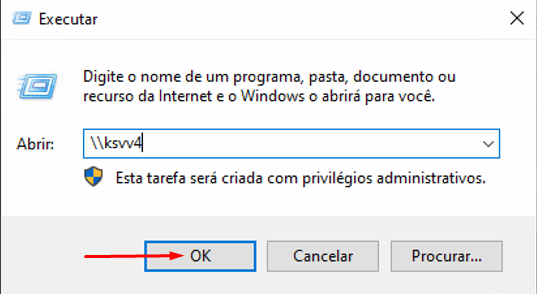 Executar
Digite o nome de um programa, pasta, documento ou
recurso da Internet e o Windows o abrirá para você.
Abrir: \\ksvv4
Esta tarefa será criada com privilégios administrativos.
OK Cancelar Procurar...